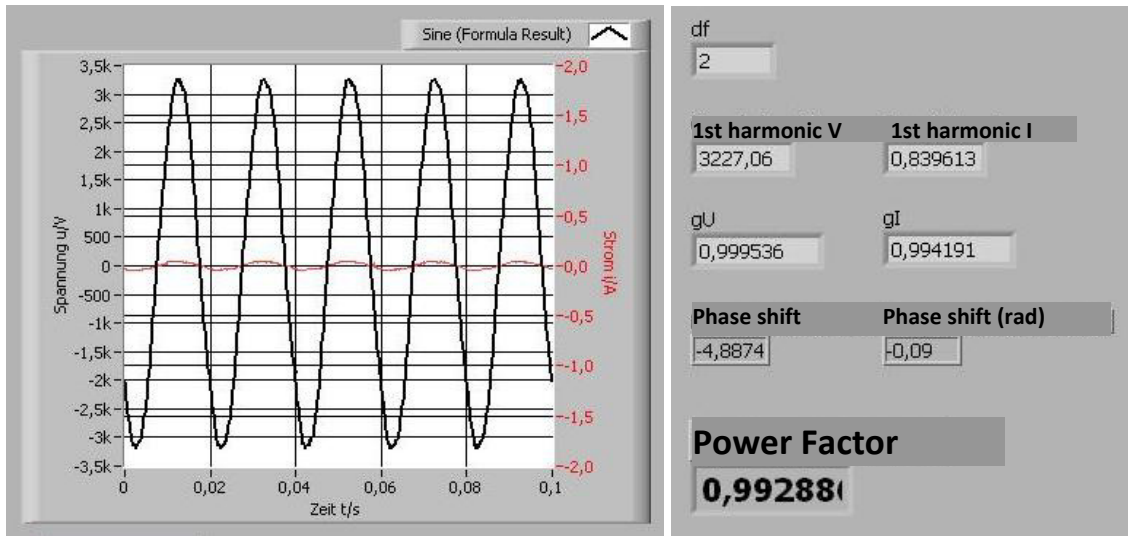 Sine (Formula Result)
3,5k
3k
2,5k
2k
1,5k
1k
500
0
-500
-1k
-1,5k
-2k
-2,5k
-3k
-3,5k
Spannung u/V
2,0
1,5
1,0
0,5
0,0
-0,5
-1,0
-1,5
-2,0
Strom i/A
0 0,02 0,04 0,06 0,08 0,1
Zeit t/s
df
2
1st harmonic V 1st harmonic I
3227,06 0,839613
gU gI
0,999536 0,994191
Phase shift Phase shift (rad)
-4,8874 -0,09
Power Factor